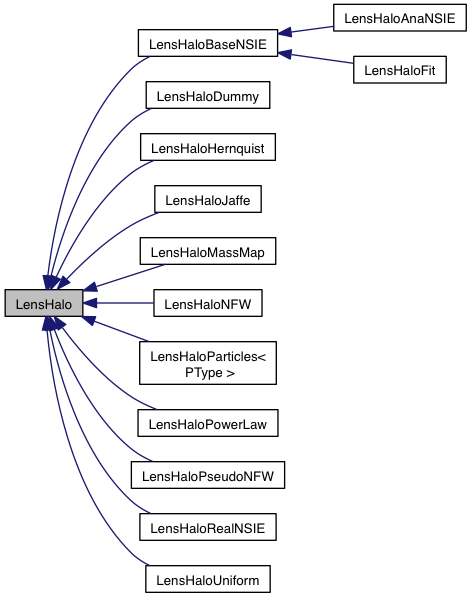 LensHaloAnaNSIE
LensHaloBaseNSIE
LensHaloFit
LensHaloDummy
LensHaloHernquist
LensHaloJaffe
LensHaloMassMap
LensHalo
LensHaloNFW
LensHaloParticles<
PType >
LensHaloPowerLaw
LensHaloPseudoNFW
LensHaloRealNSIE
LensHaloUniform